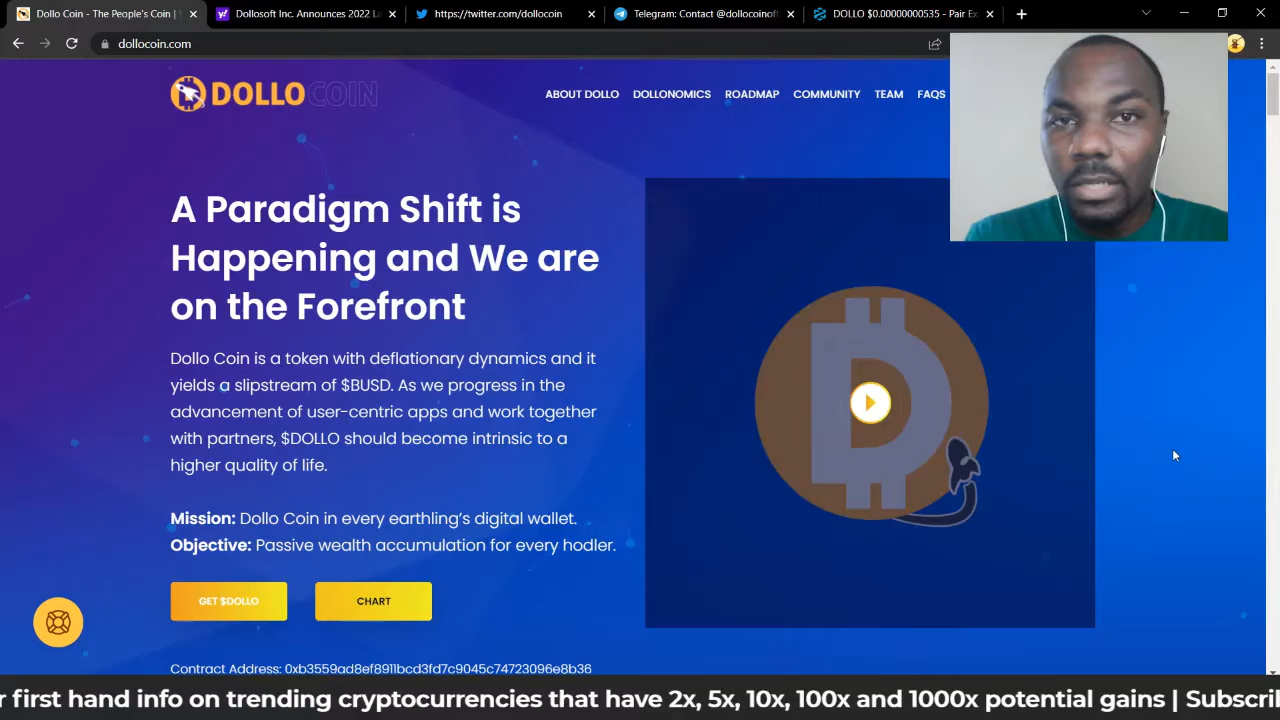 Dollo Coin - The People's Coin |
Dollosoft Inc. Announces 2022 La
https://twitter.com/dollocoin
Telegram: Contact @dollocoinoff
DOLLO $0.00000000535 - Pair Ex
dollocoin.com
DOLLOCOIN
ABOUT DOLLO
DOLLONOMICS
ROADMAP
COMMUNITY
TEAM
FAQS
A Paradigm Shift is
Happening and We are
on the Forefront
Dollo Coin is a token with deflationary dynamics and it
yields a slipstream of $BUSD. As we progress in the
advancement of user-centric apps and work together
with partners, $DOLLO should become intrinsic to a
higher quality of life.
Mission: Dollo Coin in every earthling's digital wallet.
Objective: Passive wealth accumulation for every hodler.
GET $DOLLO
CHART
Contract Address: 0xb3559ad8ef8911bcd3fd7c9045c74723096e8b36
r first hand info on trending cryptocurrencies that have 2x, 5x, 10x, 100x and 1000x potential gains | Subscri